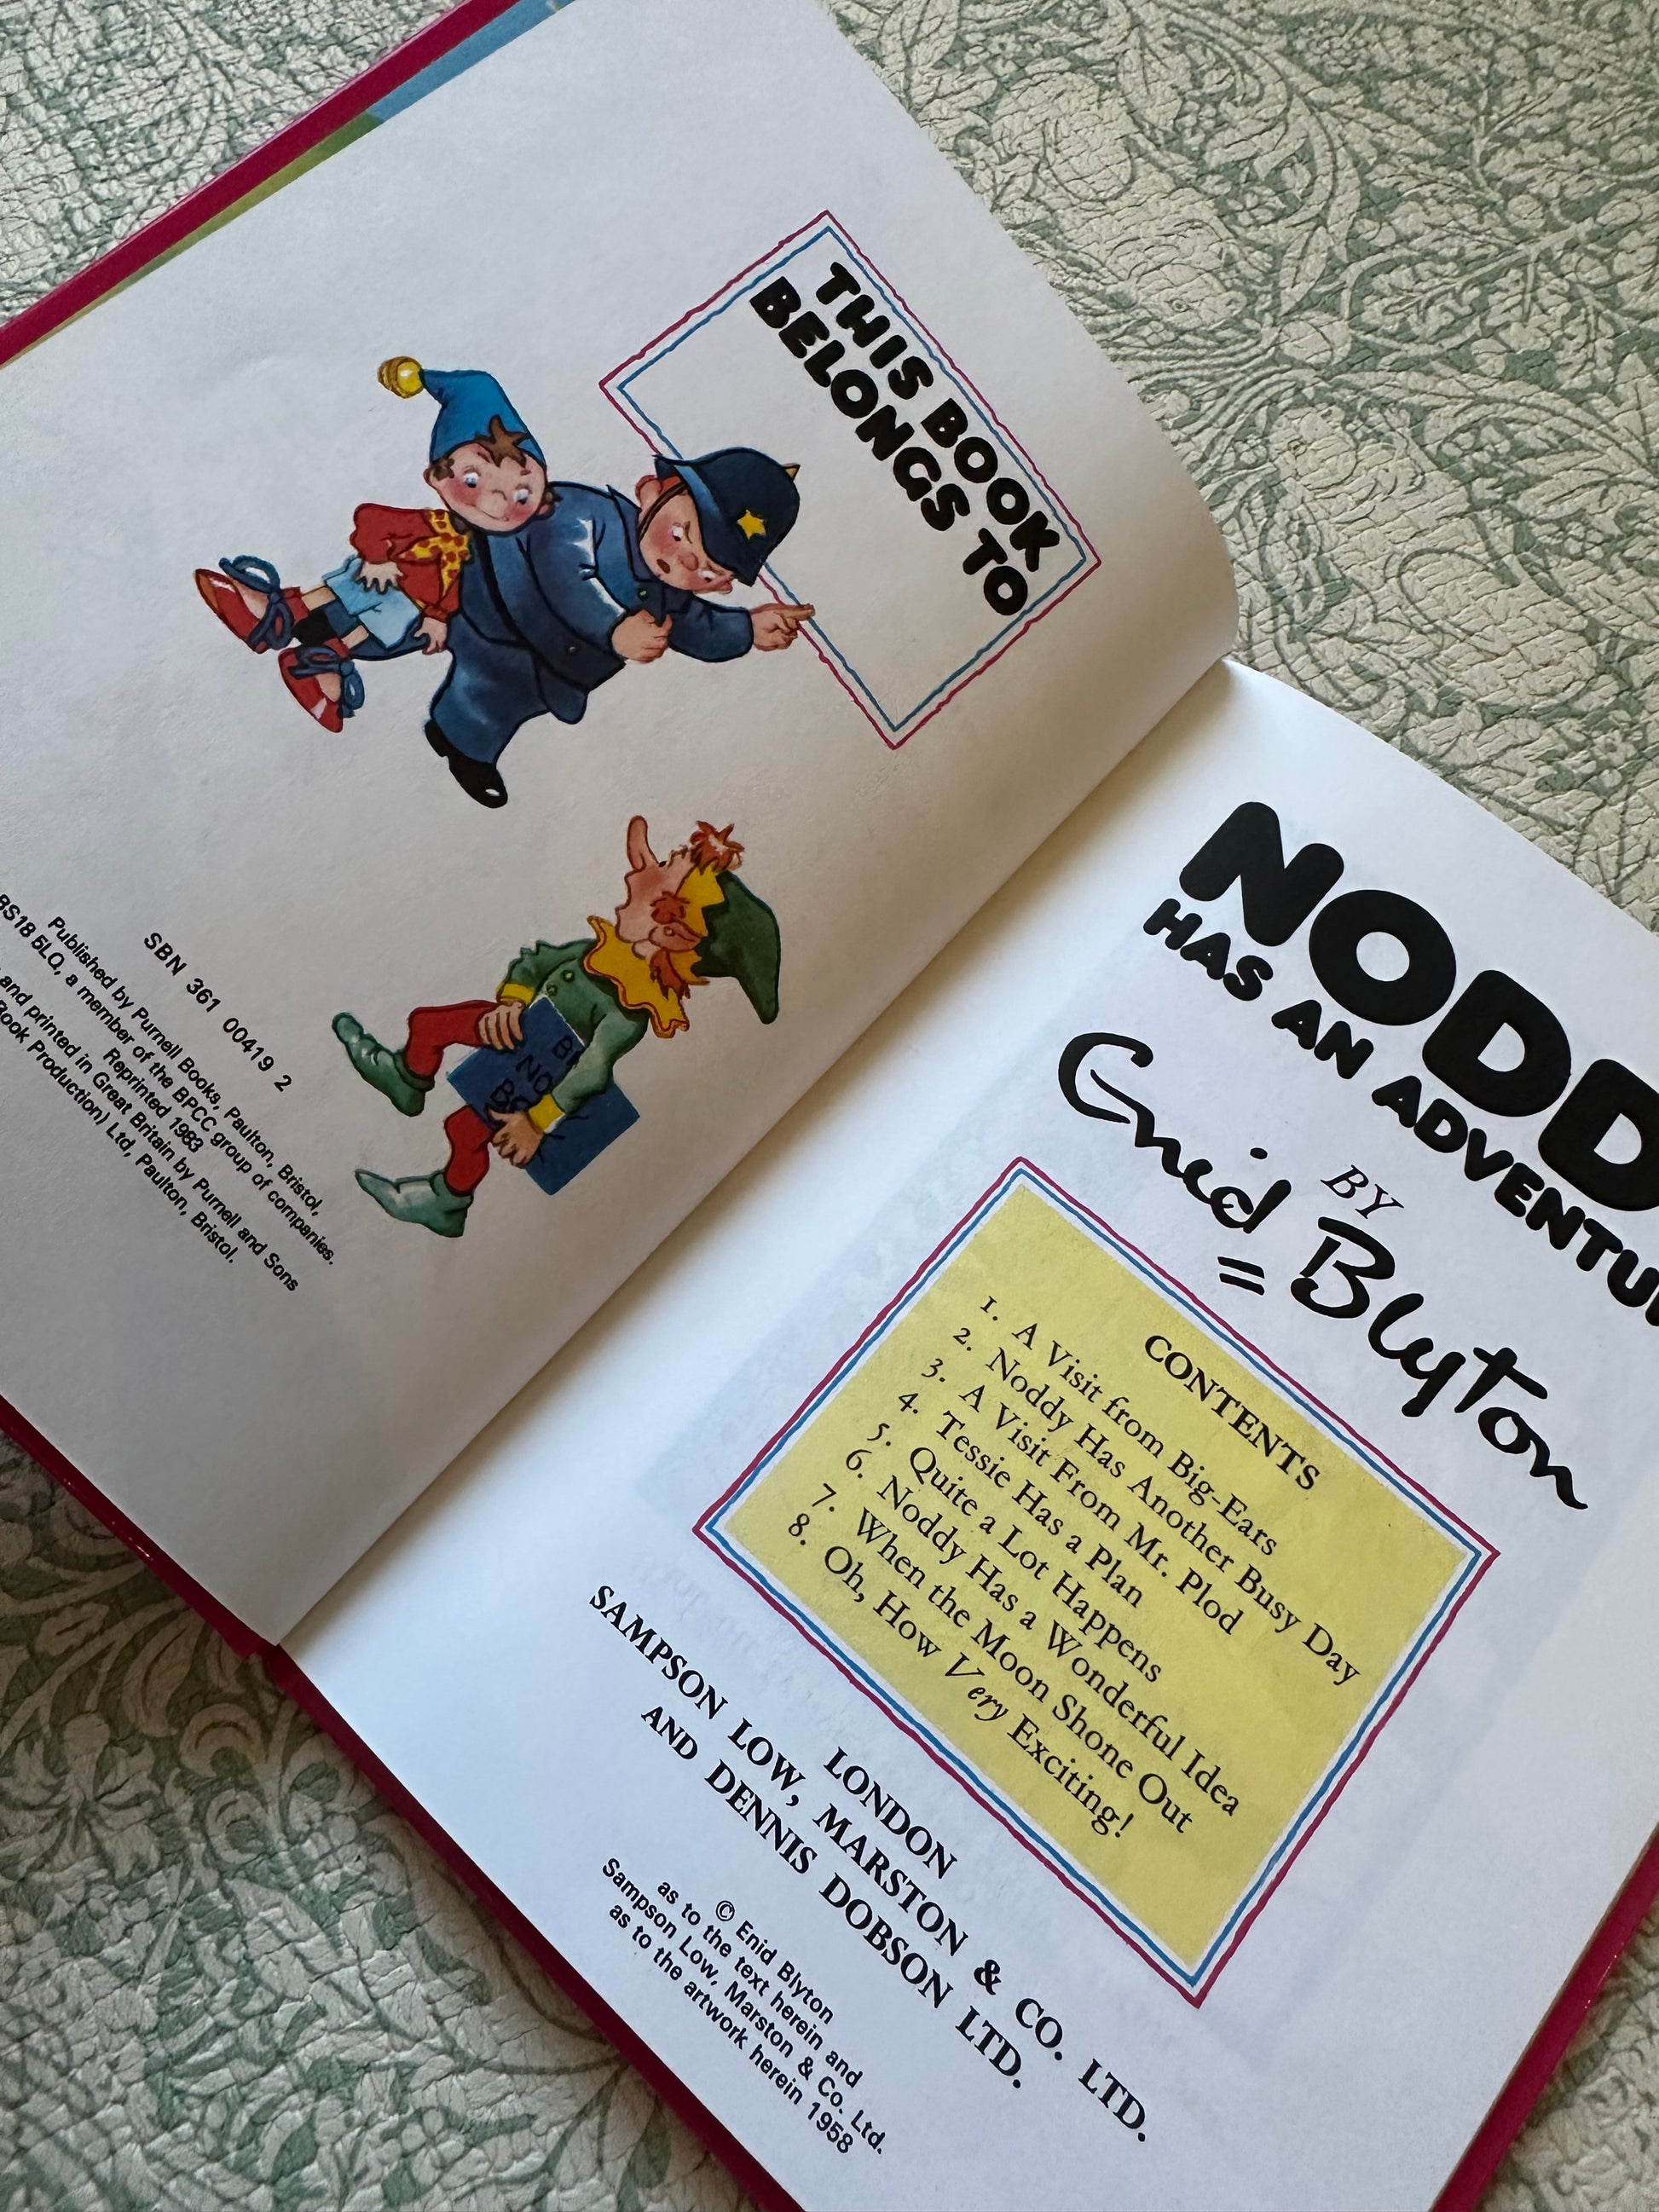 THIS BOOK
BELONGS TO
NO
SBN 361 00419 2
Published by Purnell Books, Paulton, Bristol,
BS18 5LQ, a member of the BPCC group of companies.
Reprinted 1983
and printed in Great Britain by Purnell and Sons
Book Production) Ltd, Paulton, Bristol.
NODD
HAS AN ADVENTU
BY
Enid Blyton
CONTENTS
1. A Visit from Big-Ears
2. Noddy Has Another Busy Day
3. A Visit From Mr. Plod
4. Tessie Has a Plan
5. Quite a Lot Happens
6. Noddy Has a Wonderful Idea
7. When the Moon Shone Out
8. Oh, How Very Exciting!
LONDON
SAMPSON LOW, MARSTON & CO. LTD.
AND DENNIS DOBSON LTD.
© Enid Blyton
as to the text herein and
Sampson Low, Marston & Co. Ltd.
as to the artwork herein 1958